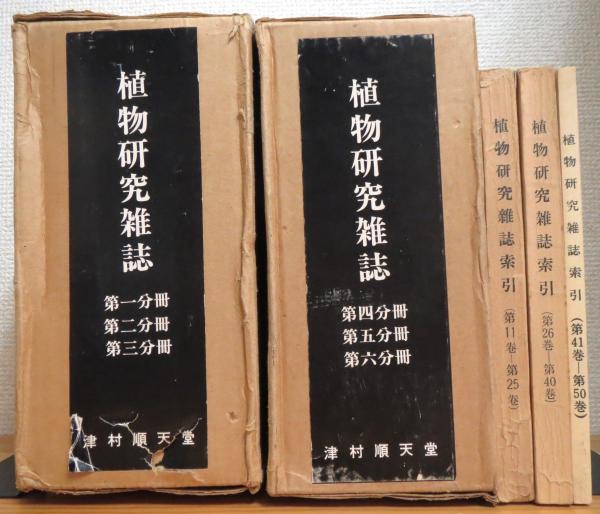 植物研究雑誌
第一分冊
第二分冊
第三分冊
津村順天堂
植物研究雑誌
第四分冊
第五分冊
第六分冊
津村順天堂
植物研究雜誌索引(第11巻—第25巻)
植物研究雜誌索引(第26巻—第40巻)
植物研究雜誌索引(第41巻—第50巻)